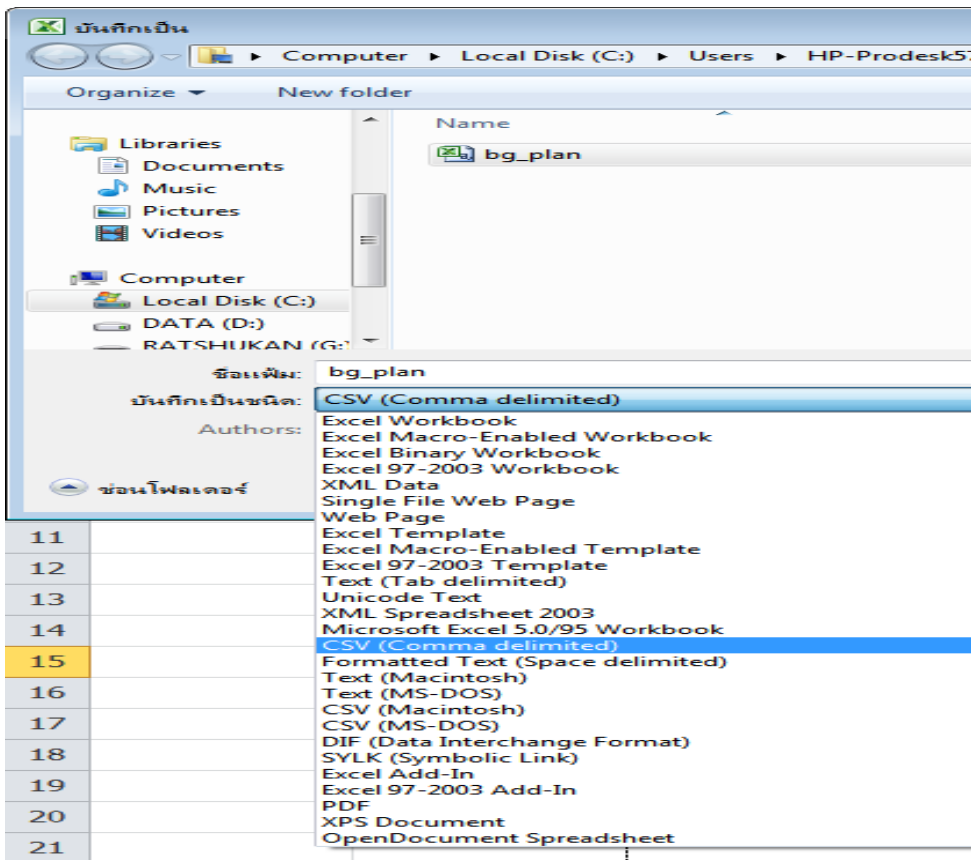 บันทึกเป็น
Computer Local Disk (C:) Users HP-Prodesk57
Organize New folder
Name
bg_plan
Libraries
Documents
Music
Pictures
Videos
Computer
Local Disk (C:)
DATA (D:)
RATSHUKAN (G:)
ชื่อแฟ้ม: bg_plan
บันทึกเป็นชนิด: CSV (Comma delimited)
Authors:
ซ่อนโฟลเดอร์
Excel Workbook
Excel Macro-Enabled Workbook
Excel Binary Workbook
Excel 97-2003 Workbook
XML Data
Single File Web Page
Web Page
Excel Template
Excel Macro-Enabled Template
Excel 97-2003 Template
Text (Tab delimited)
Unicode Text
XML Spreadsheet 2003
Microsoft Excel 5.0/95 Workbook
CSV (Comma delimited)
Formatted Text (Space delimited)
Text (Macintosh)
Text (MS-DOS)
CSV (Macintosh)
CSV (MS-DOS)
DIF (Data Interchange Format)
SYLK (Symbolic Link)
Excel Add-In
Excel 97-2003 Add-In
PDF
XPS Document
OpenDocument Spreadsheet
11
12
13
14
15
16
17
18
19
20
21